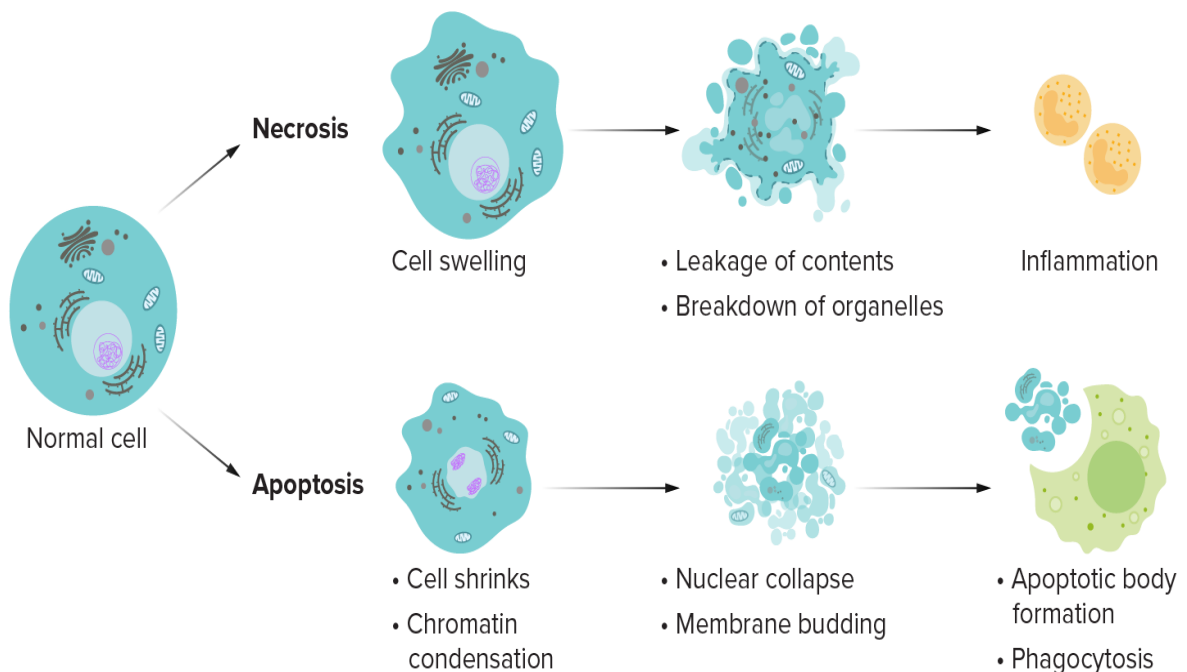 Necrosis
Cell swelling
• Leakage of contents
• Breakdown of organelles
Inflammation
Normal cell
Apoptosis
• Cell shrinks
• Chromatin
condensation
• Nuclear collapse
• Membrane budding
• Apoptotic body
formation
• Phagocytosis